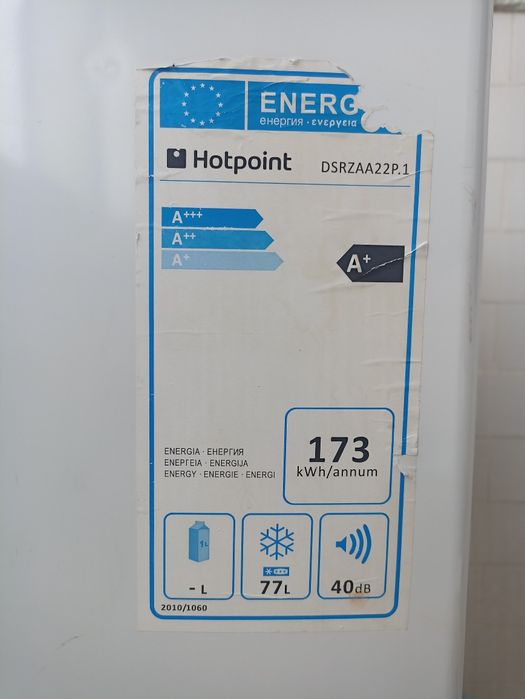 ENERG
енергия · ενεργεια
Hotpoint
DSRZAA22P.1
A+++
A++
A+
A+
173
kWh/annum
ENERGIA · ЕНЕРГИЯ
ΕΝΕΡΓΕΙΑ · ENERGIJA
ENERGY · ENERGIE · ENERGI
1L
- L
77L
40dB
2010/1060